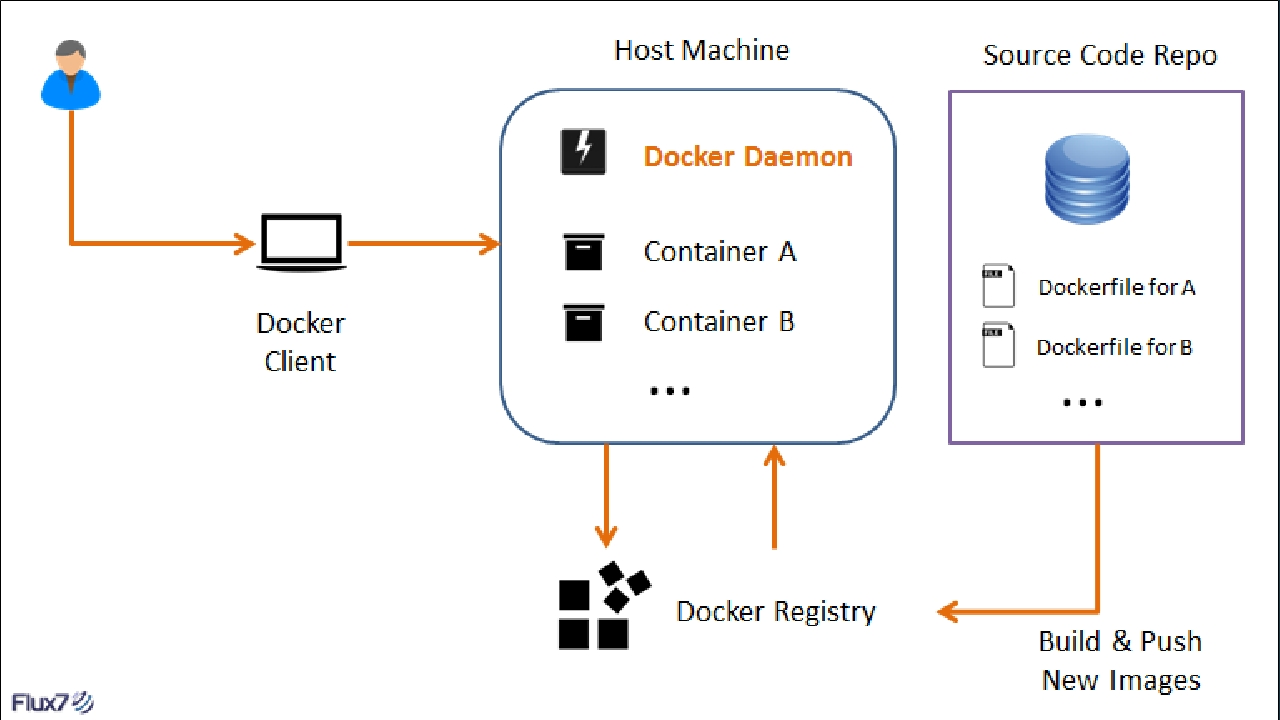 Host Machine
Source Code Repo
Docker Daemon
Container A
Container B
...
Dockerfile for A
Dockerfile for B
...
Docker
Client
Docker Registry
Build & Push
New Images
Flux7